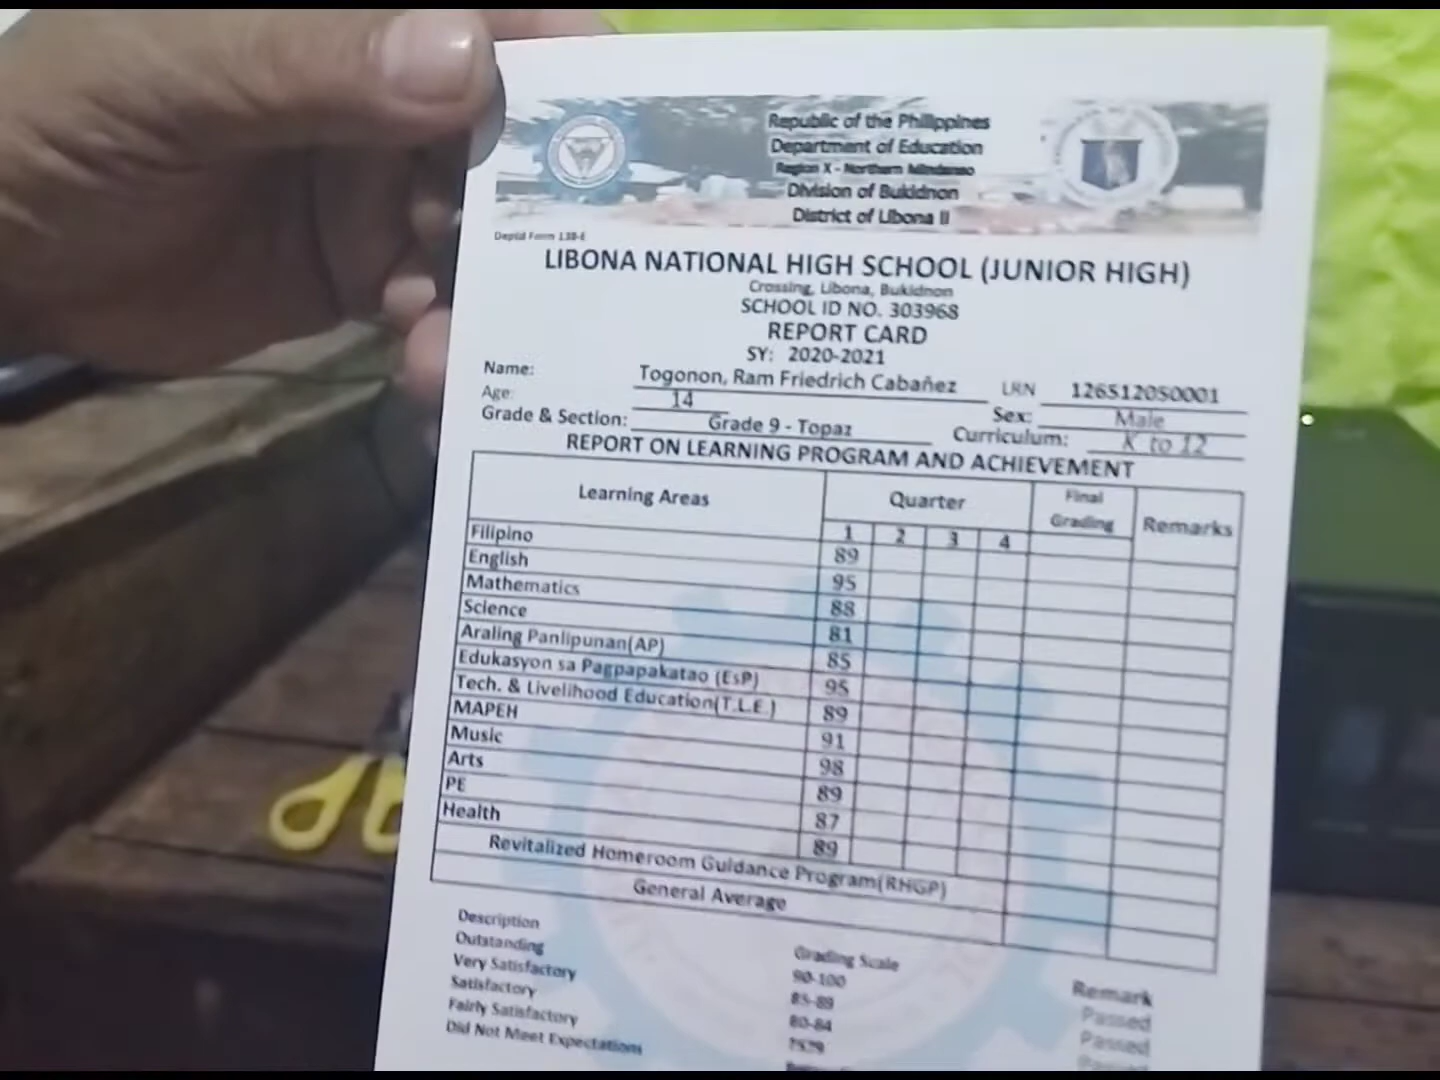 Republic of the Philippines
Department of Education
Region X - Northern Mindanao
Division of Bukidnon
District of Libona II
DepEd Form 138-E
LIBONA NATIONAL HIGH SCHOOL (JUNIOR HIGH)
Crossing, Libona, Bukidnon
SCHOOL ID NO. 303968
REPORT CARD
SY: 2020-2021
Name: Togonon, Ram Friedrich Cabañez LRN 126512050001
Age: 14 Sex: Male
Grade & Section: Grade 9 - Topaz Curriculum: K to 12
REPORT ON LEARNING PROGRAM AND ACHIEVEMENT
Learning Areas Quarter Final Grading Remarks
1 2 3 4
Filipino 89
English 95
Mathematics 88
Science 81
Araling Panlipunan(AP) 85
Edukasyon sa Pagpapakatao (EsP) 95
Tech. & Livelihood Education(T.L.E.) 89
MAPEH 91
Music 98
Arts 89
PE 87
Health 89
Revitalized Homeroom Guidance Program(RHGP)
General Average
Description Grading Scale Remark
Outstanding 90-100 Passed
Very Satisfactory 85-89 Passed
Satisfactory 80-84 Passed
Fairly Satisfactory 7579
Did Not Meet Expectations